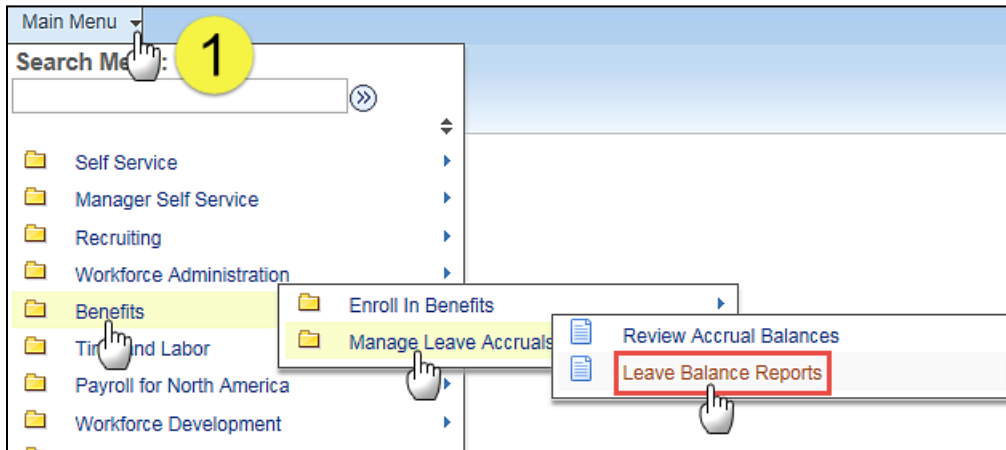 Main Menu
1
Search Me :
Self Service
Manager Self Service
Recruiting
Workforce Administration
Benefits
Enroll In Benefits
Manage Leave Accruals
Review Accrual Balances
Leave Balance Reports
Tim and Labor
Payroll for North America
Workforce Development